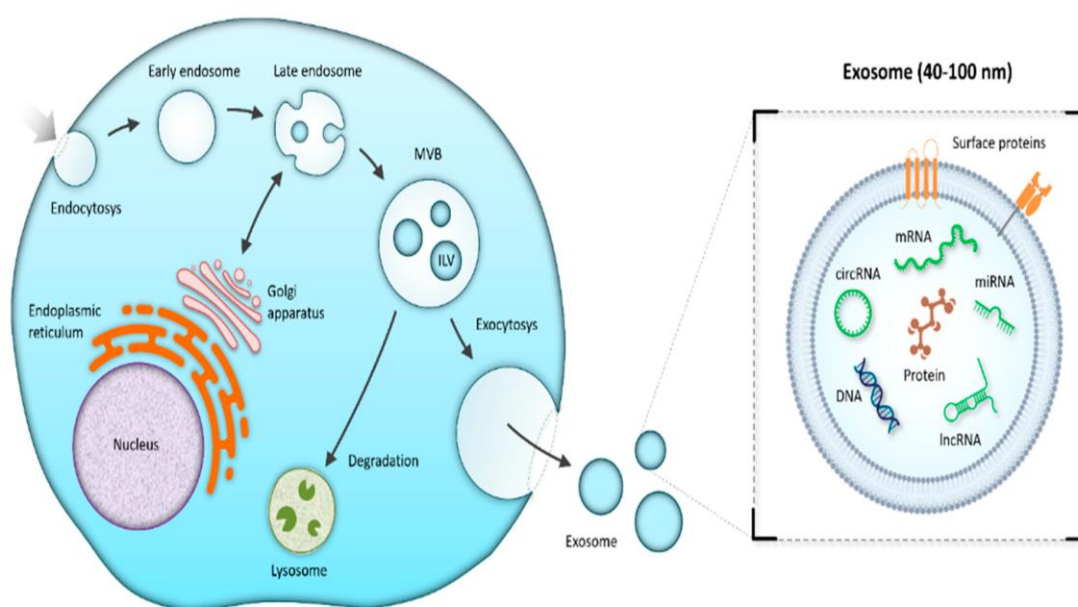 Early endosome
Late endosome
MVB
Endocytosys
ILV
Golgi
apparatus
Endoplasmic
reticulum
Exocytosys
Nucleus
Degradation
Lysosome
Exosome
Exosome (40-100 nm)
Surface proteins
mRNA
circRNA
miRNA
Protein
DNA
lncRNA